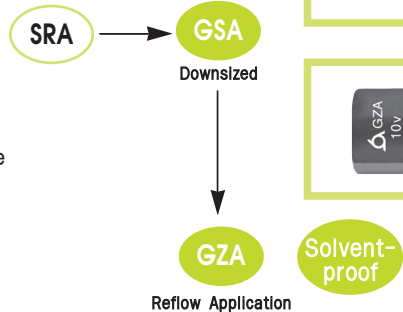 SRA
GSA
Downsized
e
GZA
10v
GZA
Reflow Application
Solvent-
proof